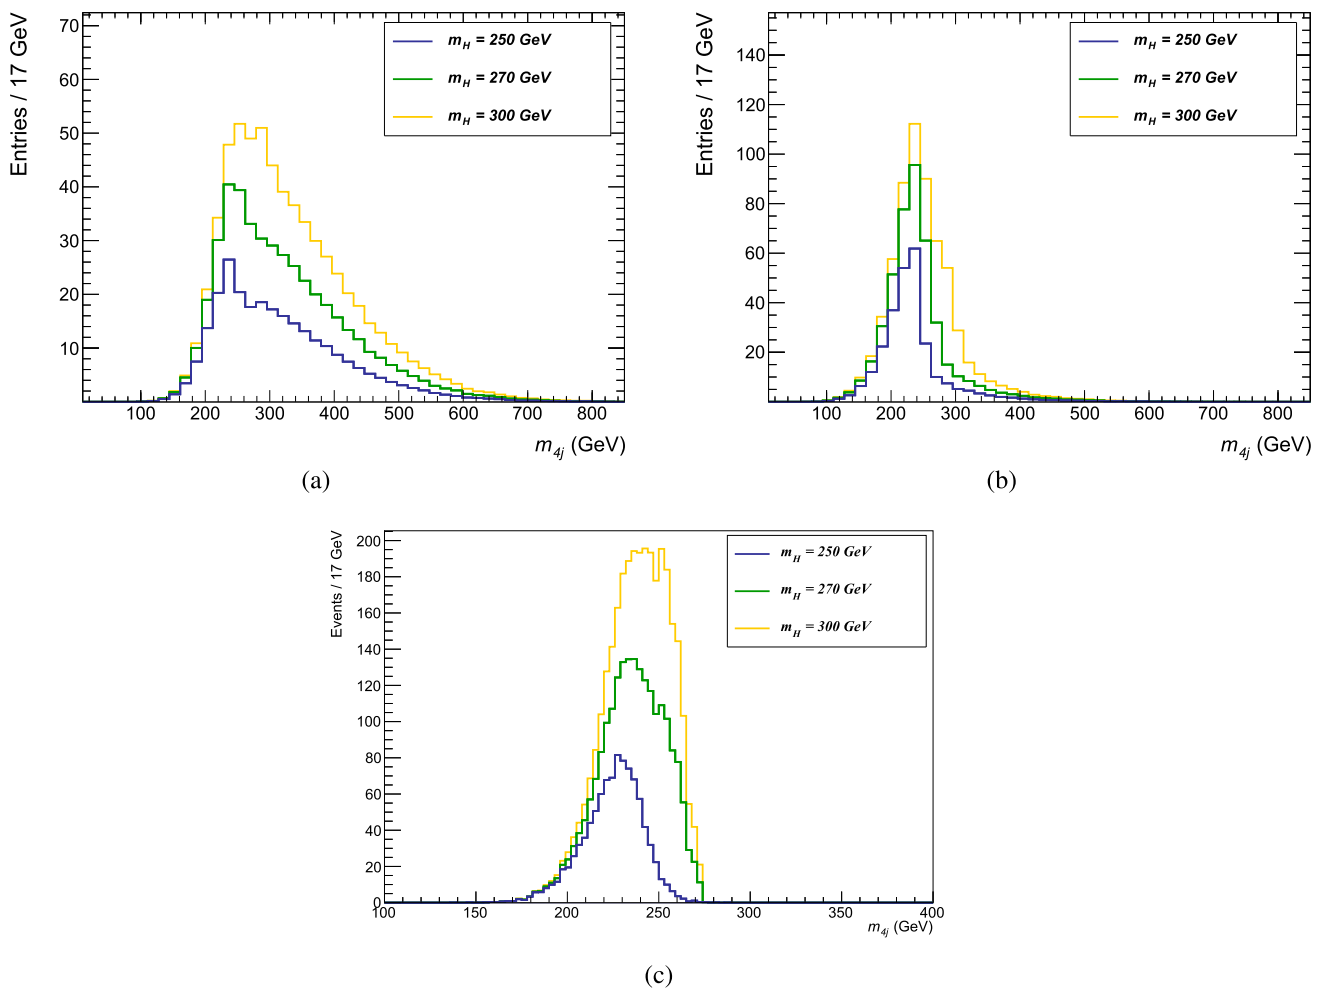 Entries / 17 GeV
70
60
50
40
30
20
10
100 200 300 400 500 600 700 800
m_H = 250 GeV
m_H = 270 GeV
m_H = 300 GeV
m_4j (GeV)
(a)
Entries / 17 GeV
140
120
100
80
60
40
20
100 200 300 400 500 600 700 800
m_H = 250 GeV
m_H = 270 GeV
m_H = 300 GeV
m_4j (GeV)
(b)
Events / 17 GeV
200
180
160
140
120
100
80
60
40
20
0
100 150 200 250 300 350 400
m_H = 250 GeV
m_H = 270 GeV
m_H = 300 GeV
m_4j (GeV)
(c)